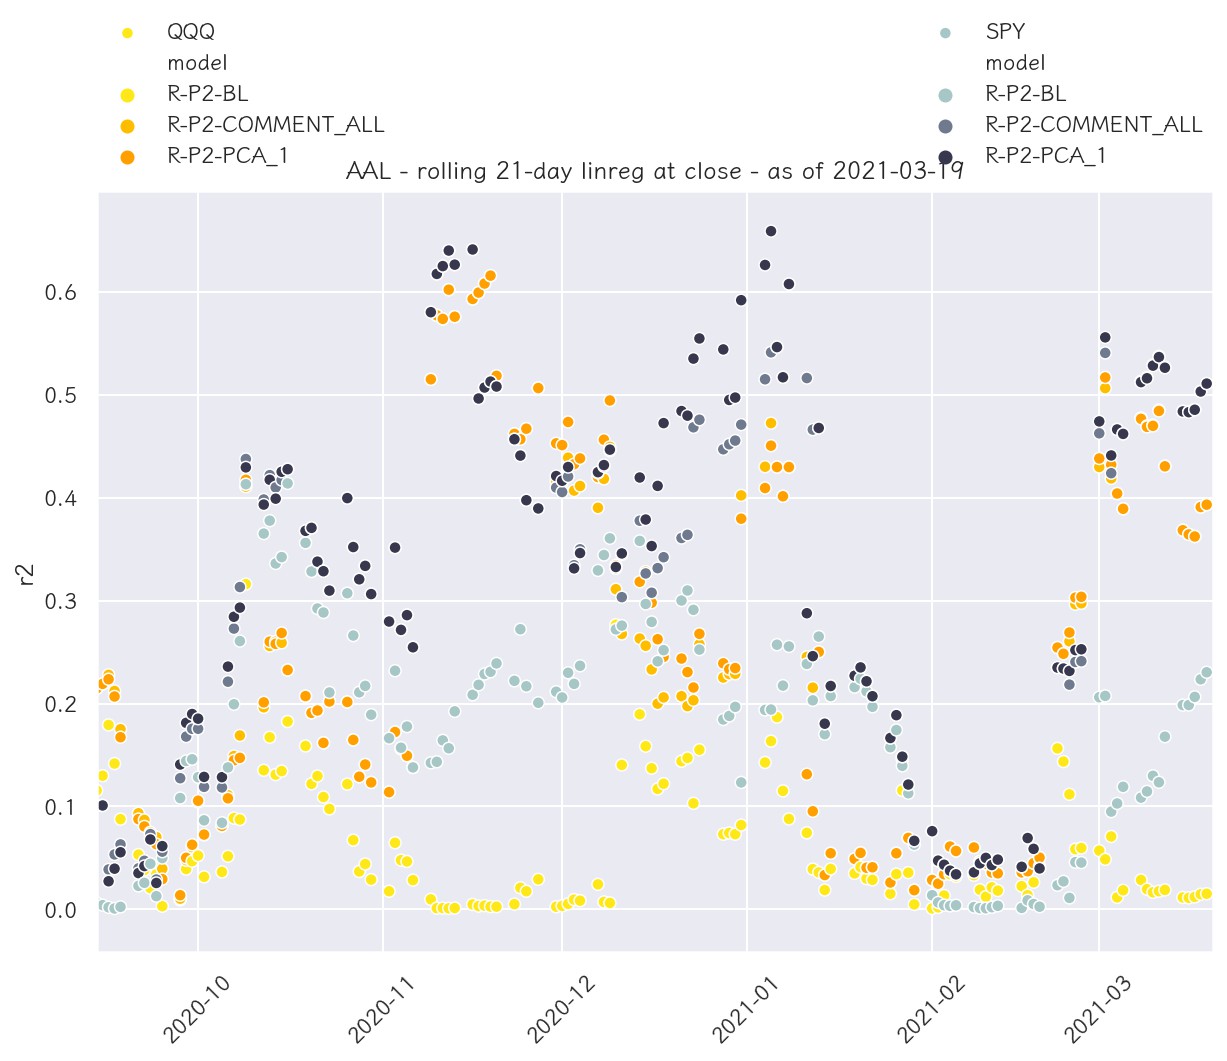 QQQ
model
R-P2-BL
R-P2-COMMENT_ALL
R-P2-PCA_1
SPY
model
R-P2-BL
R-P2-COMMENT_ALL
R-P2-PCA_1
AAL - rolling 21-day linreg at close - as of 2021-03-19
r2
0.6
0.5
0.4
0.3
0.2
0.1
0.0
2020-10
2020-11
2020-12
2021-01
2021-02
2021-03